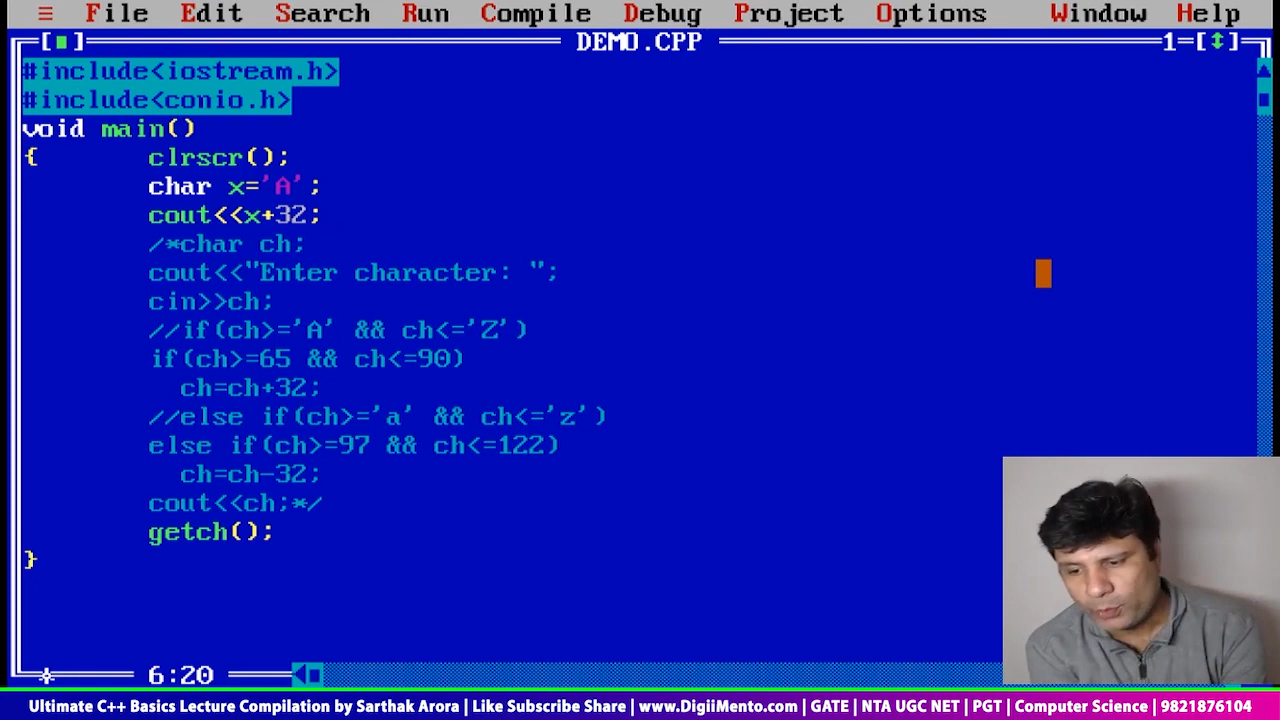 ≡ File Edit Search Run Compile Debug Project Options Window Help
[■] DEMO.CPP 1=[↕]
#include<iostream.h>
#include<conio.h>
void main()
{ clrscr();
char x='A';
cout<<x+32;
/*char ch;
cout<<"Enter character: ";
cin>>ch;
//if(ch>='A' && ch<='Z')
if(ch>=65 && ch<=90)
ch=ch+32;
//else if(ch>='a' && ch<='z')
else if(ch>=97 && ch<=122)
ch=ch-32;
cout<<ch;*/
getch();
}
6:20
Ultimate C++ Basics Lecture Compilation by Sarthak Arora | Like Subscribe Share | www.DigiiMento.com | GATE | NTA UGC NET | PGT | Computer Science | 9821876104